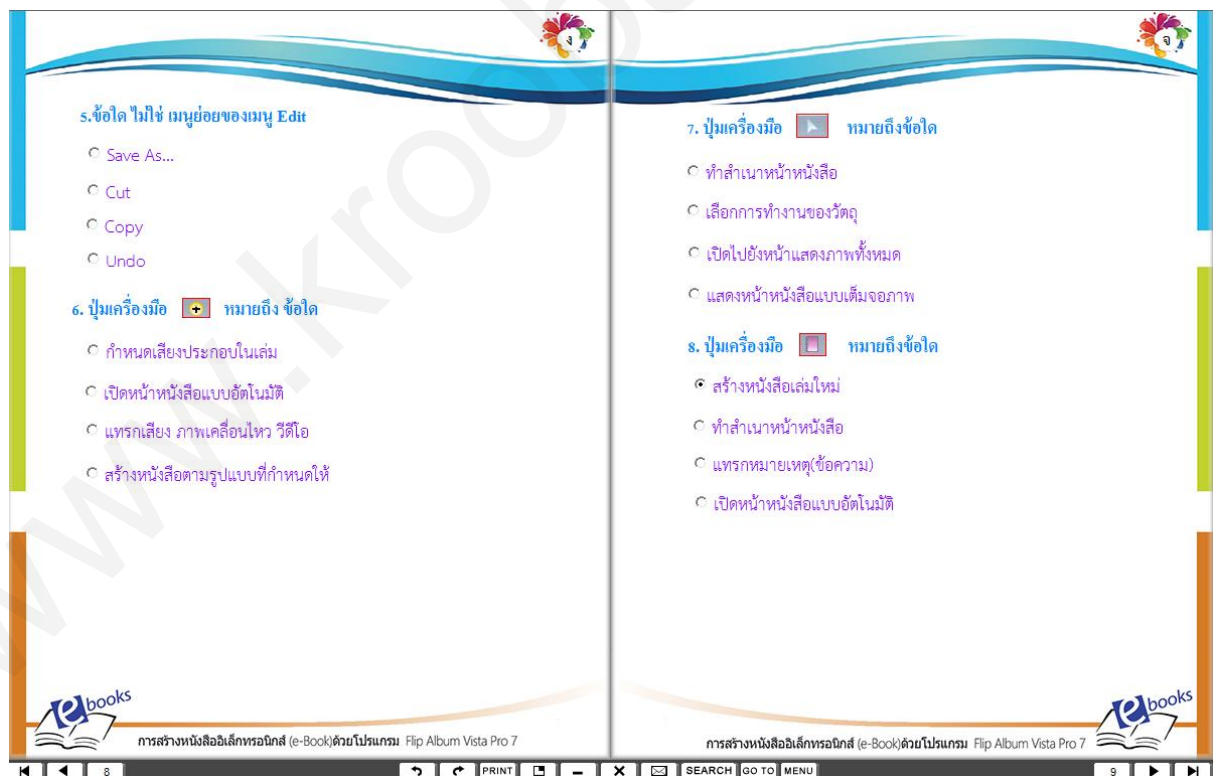 ง
5.ข้อใด ไม่ใช่ เมนูย่อยของเมนู Edit
Save As...
Cut
Copy
Undo
6. ปุ่มเครื่องมือ หมายถึง ข้อใด
กำหนดเสียงประกอบในเล่ม
เปิดหน้าหนังสือแบบอัตโนมัติ
แทรกเสียง ภาพเคลื่อนไหว วีดีโอ
สร้างหนังสือตามรูปแบบที่กำหนดให้
ebooks
การสร้างหนังสืออิเล็กทรอนิกส์ (e-Book)ด้วยโปรแกรม Flip Album Vista Pro 7
จ
7. ปุ่มเครื่องมือ หมายถึงข้อใด
ทำสำเนาหน้าหนังสือ
เลือกการทำงานของวัตถุ
เปิดไปยังหน้าแสดงภาพทั้งหมด
แสดงหน้าหนังสือแบบเต็มจอภาพ
8. ปุ่มเครื่องมือ หมายถึงข้อใด
สร้างหนังสือเล่มใหม่
ทำสำเนาหน้าหนังสือ
แทรกหมายเหตุ(ข้อความ)
เปิดหน้าหนังสือแบบอัตโนมัติ
ebooks
การสร้างหนังสืออิเล็กทรอนิกส์ (e-Book)ด้วยโปรแกรม Flip Album Vista Pro 7
8 PRINT SEARCH GO TO MENU 9